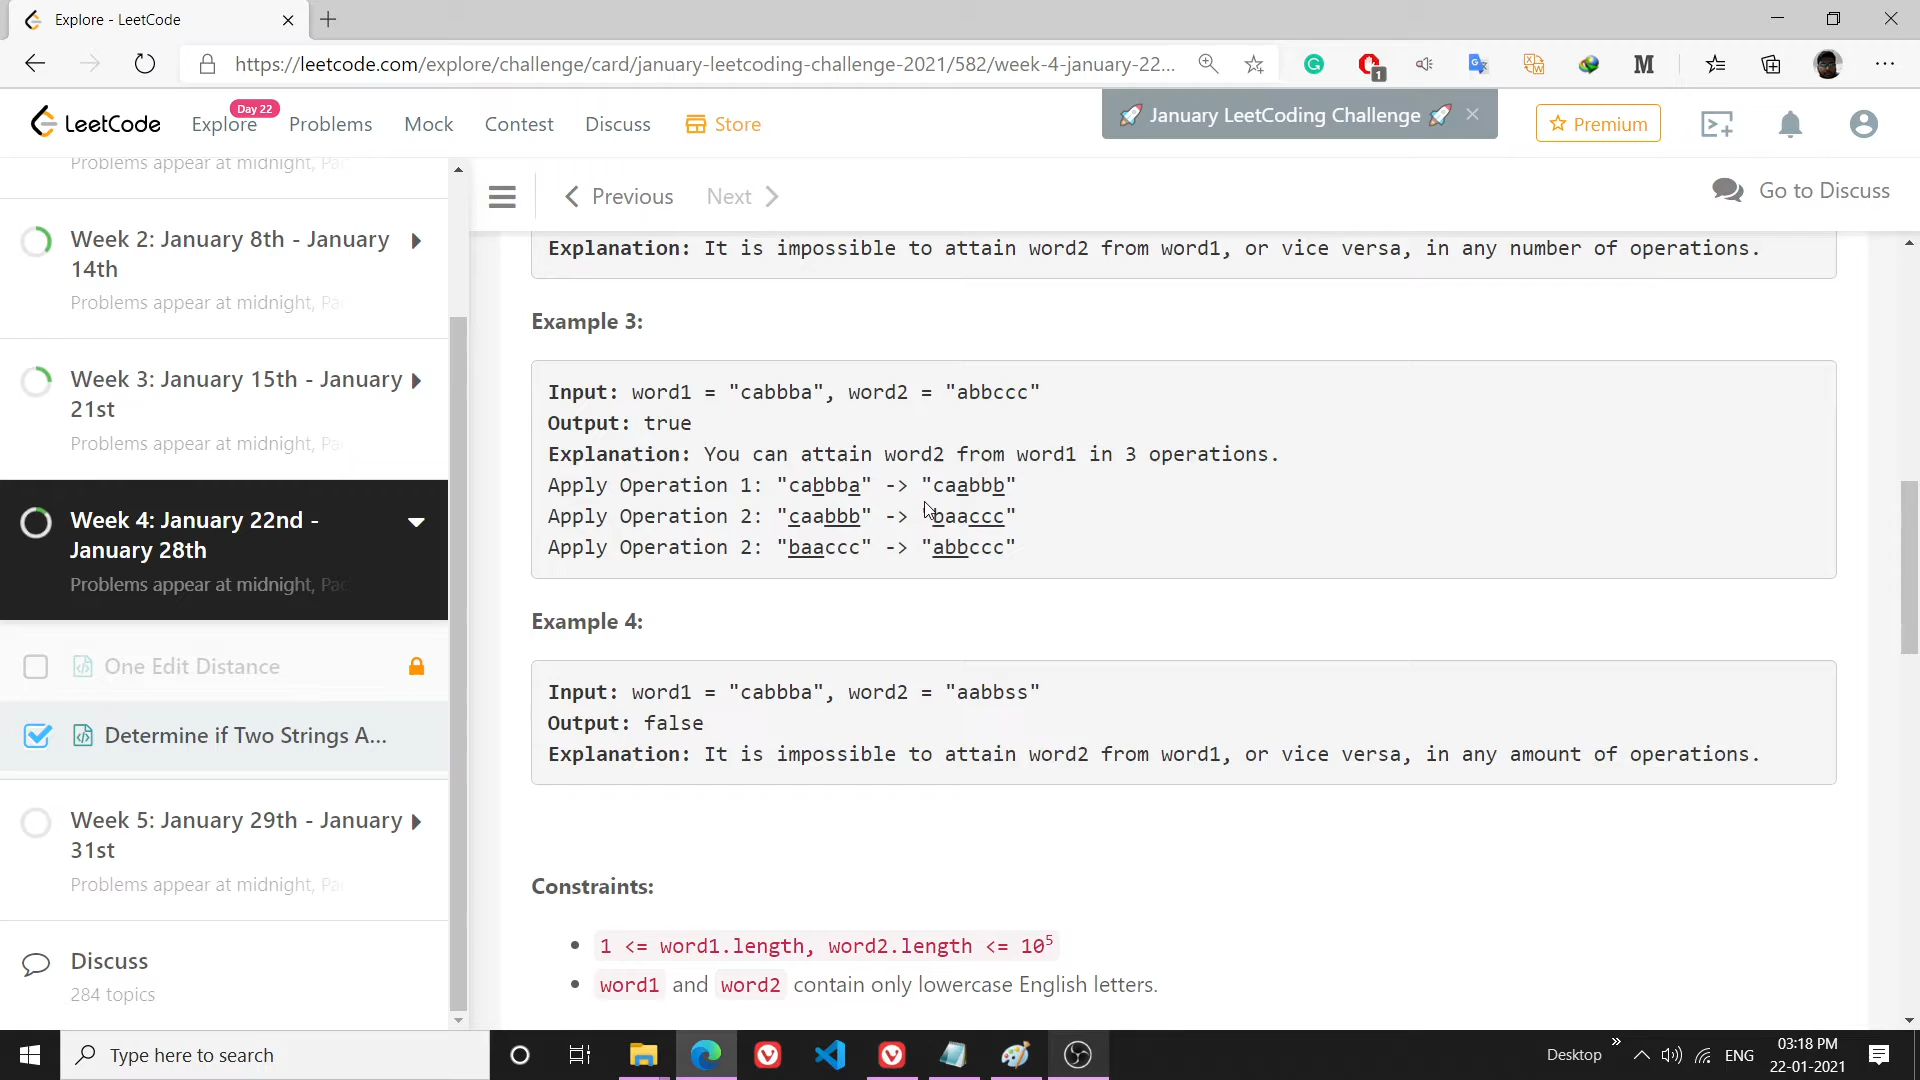 Explore - LeetCode
https://leetcode.com/explore/challenge/card/january-leetcoding-challenge-2021/582/week-4-january-22...
1
M
LeetCode
Explore
Day 22
Problems
Mock
Contest
Discuss
Store
🚀 January LeetCoding Challenge 🚀
Premium
Problems appear at midnight, Pac
Week 2: January 8th - January
14th
Problems appear at midnight, Pa
Week 3: January 15th - January
21st
Problems appear at midnight, Pa
Week 4: January 22nd -
January 28th
Problems appear at midnight, Pac
One Edit Distance
Determine if Two Strings A...
Week 5: January 29th - January
31st
Problems appear at midnight, Pa
Discuss
284 topics
Previous
Next
Go to Discuss
Explanation: It is impossible to attain word2 from word1, or vice versa, in any number of operations.
Example 3:
Input: word1 = "cabbba", word2 = "abbccc"
Output: true
Explanation: You can attain word2 from word1 in 3 operations.
Apply Operation 1: "cabbba" -> "caabbb"
Apply Operation 2: "caabbb" -> "baaccc"
Apply Operation 2: "baaccc" -> "abbccc"
Example 4:
Input: word1 = "cabbba", word2 = "aabbss"
Output: false
Explanation: It is impossible to attain word2 from word1, or vice versa, in any amount of operations.
Constraints:
1 <= word1.length, word2.length <= 10⁵
word1 and word2 contain only lowercase English letters.
Type here to search
Desktop
ENG
03:18 PM
22-01-2021